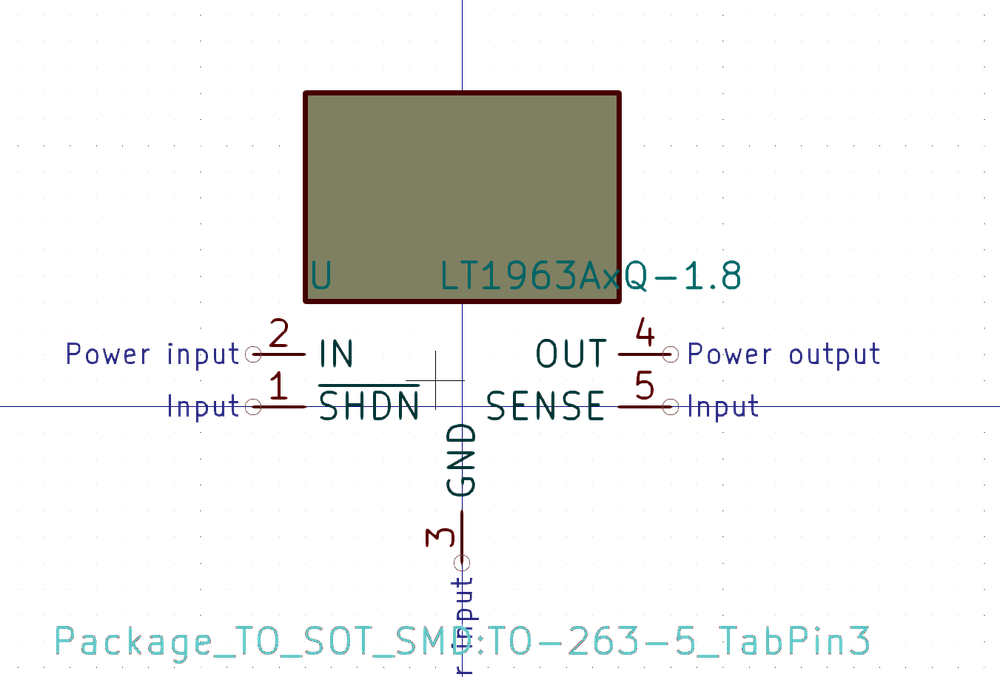 U LT1963AxQ-1.8
Power input 2 IN OUT 4 Power output
Input 1 SHDN SENSE 5 Input
GND
3
r input
Package_TO_SOT_SMD:TO-263-5_TabPin3